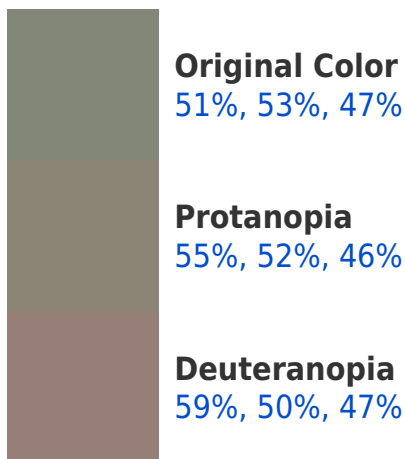 Original Color
51%, 53%, 47%
Protanopia
55%, 52%, 46%
Deuteranopia
59%, 50%, 47%